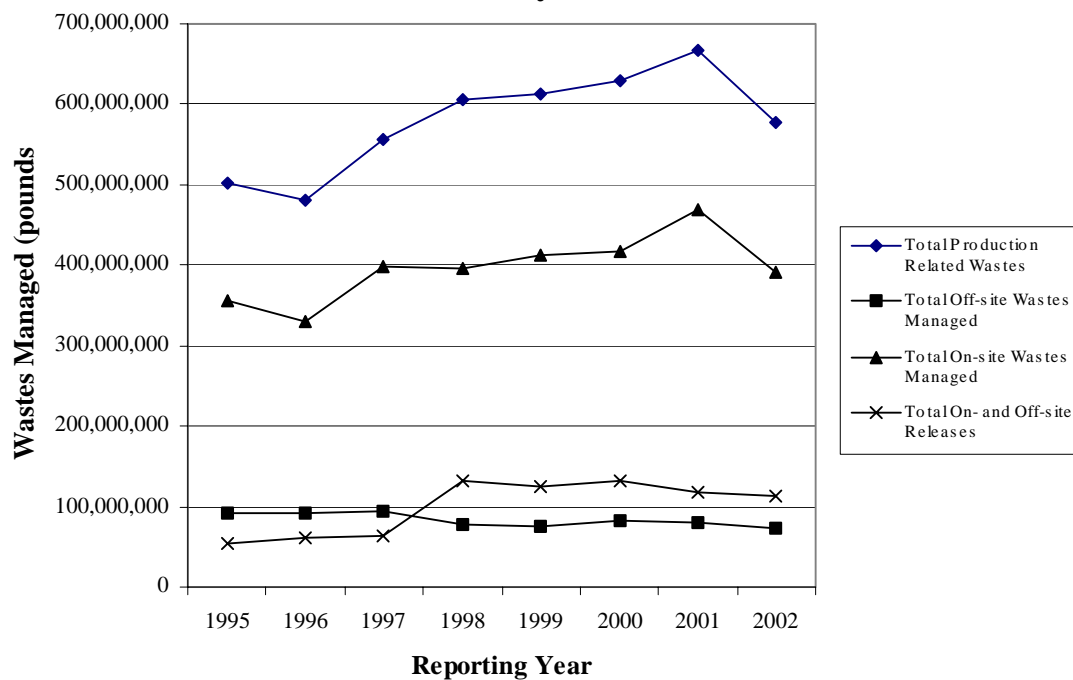 700,000,000
600,000,000
500,000,000
400,000,000
300,000,000
200,000,000
100,000,000
0
Wastes Managed (pounds
1995 1996 1997 1998 1999 2000 2001 2002
Reporting Year
Total Production
Related Wastes
Total Off-site Wastes
Managed
Total On-site Wastes
Managed
Total On- and Off-site
Releases